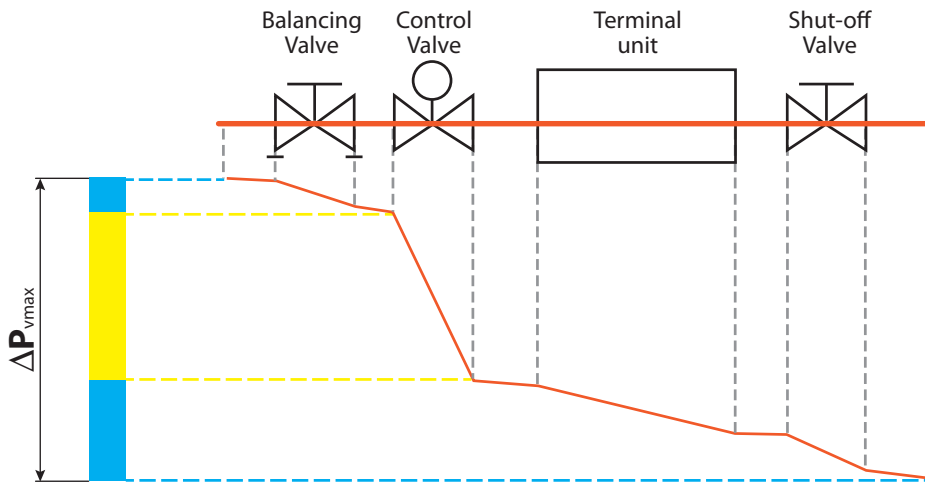 Balancing
Valve
Control
Valve
Terminal
unit
Shut-off
Valve
ΔPvmax